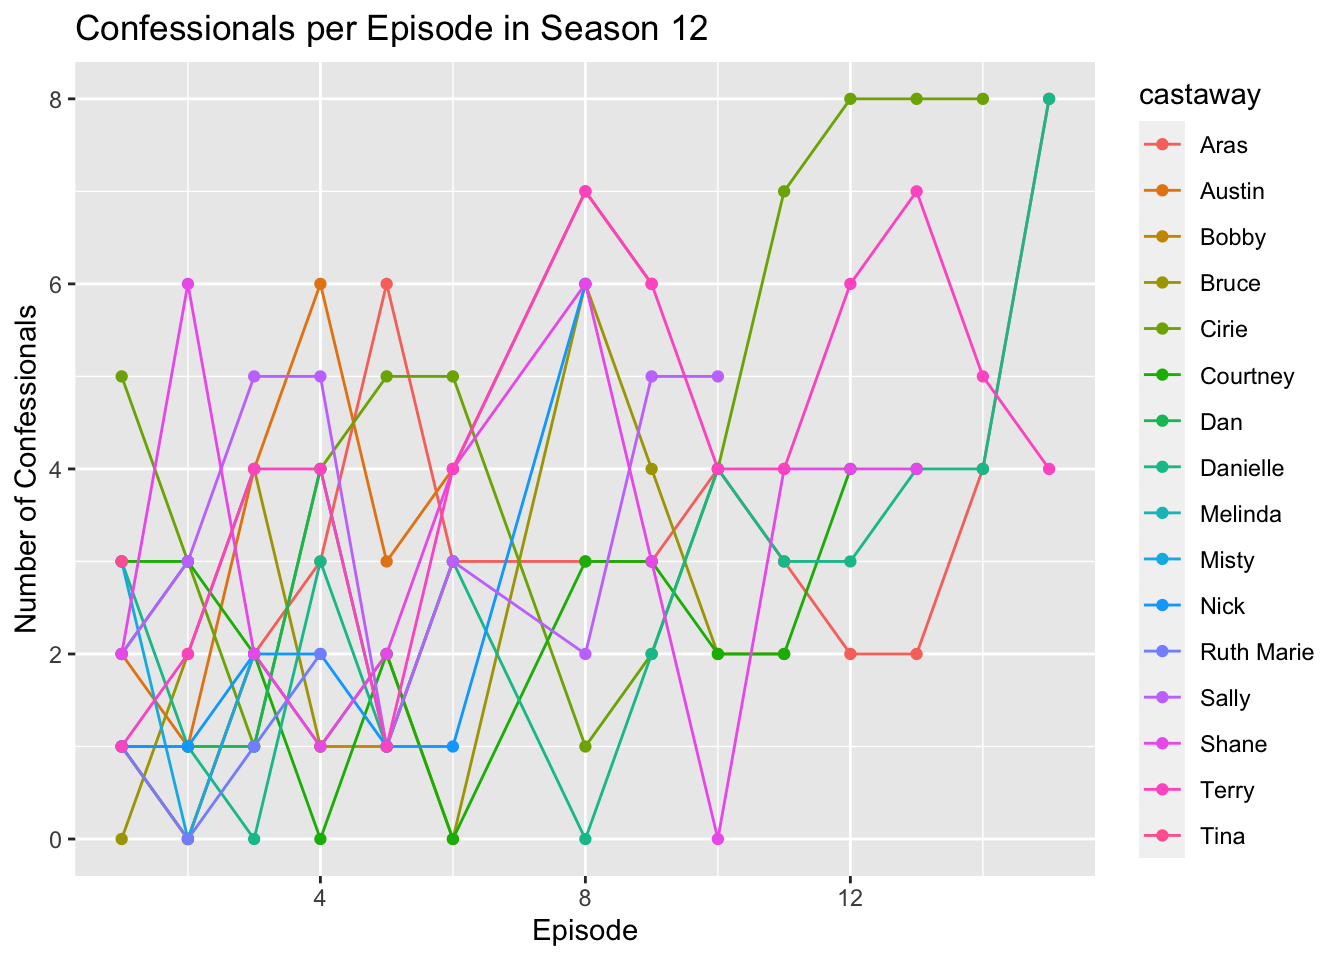 Confessionals per Episode in Season 12
Number of Confessionals
8
6
4
2
0
4
8
12
Episode
castaway
Aras
Austin
Bobby
Bruce
Cirie
Courtney
Dan
Danielle
Melinda
Misty
Nick
Ruth Marie
Sally
Shane
Terry
Tina